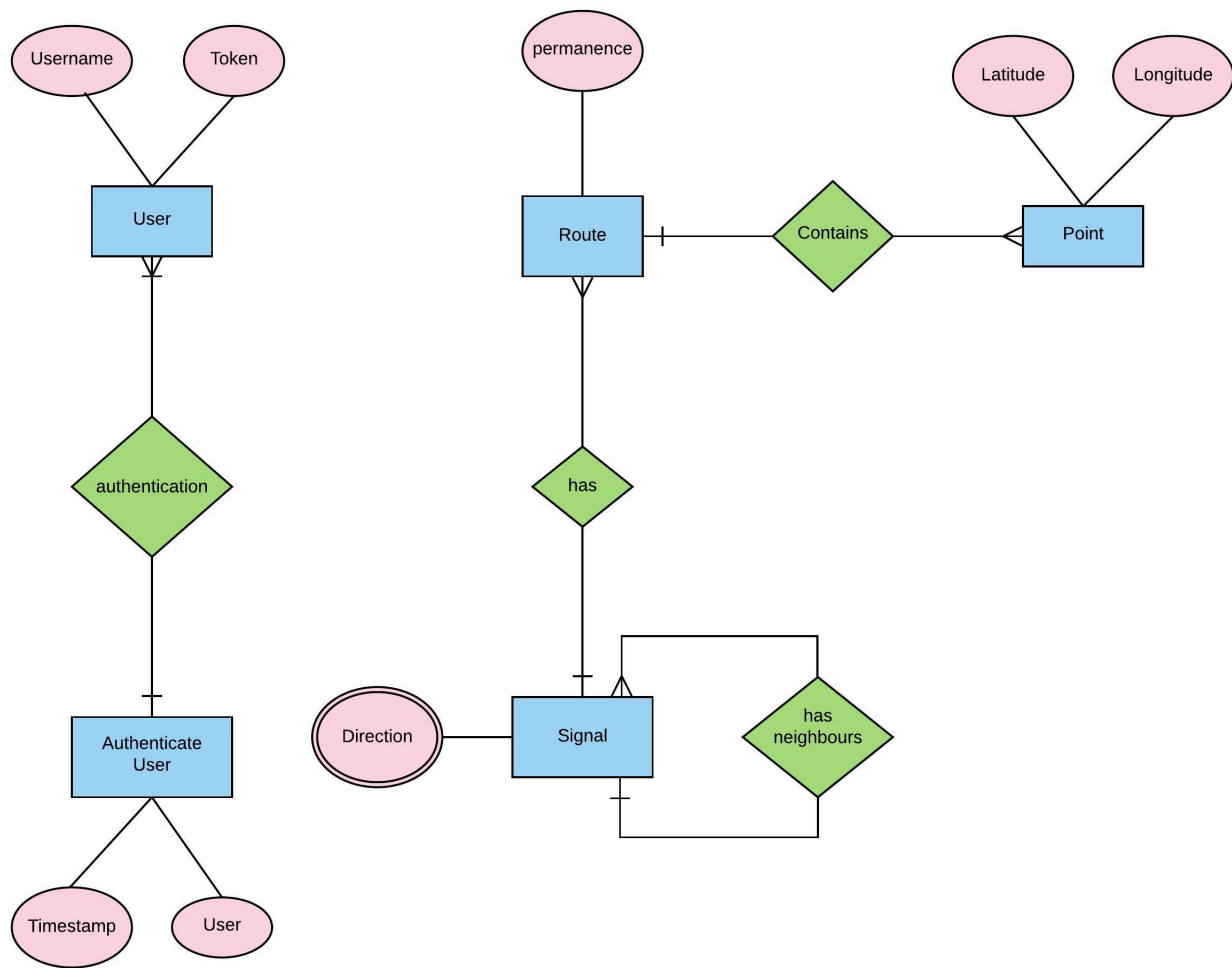 Username
Token
permanence
Latitude
Longitude
User
Route
Contains
Point
authentication
has
Direction
Signal
has
neighbours
Authenticate
User
Timestamp
User